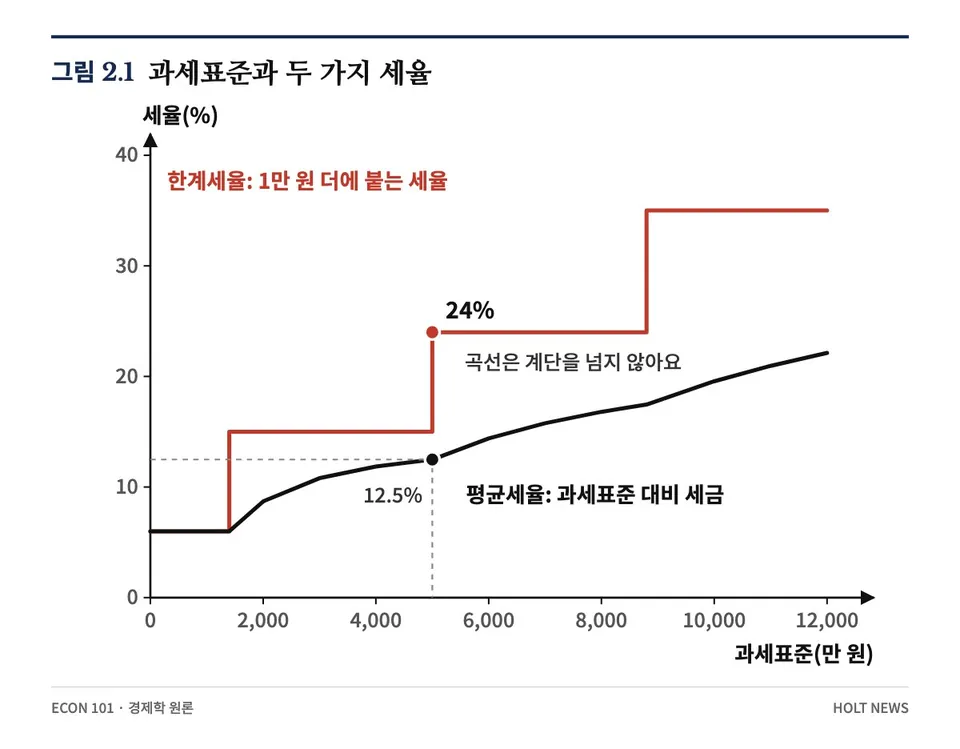 그림 2.1 과세표준과 두 가지 세율
세율(%)
40
한계세율: 1만 원 더에 붙는 세율
30
24%
곡선은 계단을 넘지 않아요
20
10
12.5%
평균세율: 과세표준 대비 세금
0
0 2,000 4,000 6,000 8,000 10,000 12,000
과세표준(만 원)
ECON 101 · 경제학 원론
HOLT NEWS